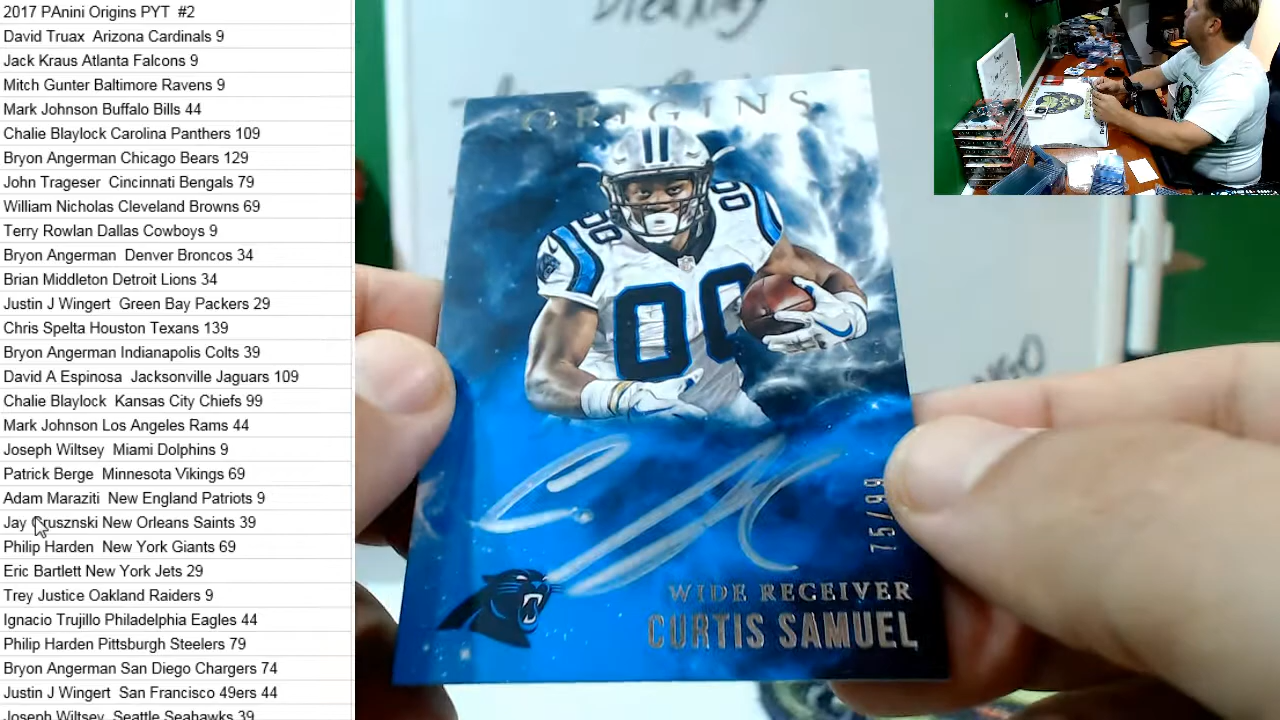 2017 PAnini Origins PYT #2
David Truax Arizona Cardinals 9
Jack Kraus Atlanta Falcons 9
Mitch Gunter Baltimore Ravens 9
Mark Johnson Buffalo Bills 44
Chalie Blaylock Carolina Panthers 109
Bryon Angerman Chicago Bears 129
John Trageser Cincinnati Bengals 79
William Nicholas Cleveland Browns 69
Terry Rowlan Dallas Cowboys 9
Bryon Angerman Denver Broncos 34
Brian Middleton Detroit Lions 34
Justin J Wingert Green Bay Packers 29
Chris Spelta Houston Texans 139
Bryon Angerman Indianapolis Colts 39
David A Espinosa Jacksonville Jaguars 109
Chalie Blaylock Kansas City Chiefs 99
Mark Johnson Los Angeles Rams 44
Joseph Wiltsey Miami Dolphins 9
Patrick Berge Minnesota Vikings 69
Adam Maraziti New England Patriots 9
Jay Grusznski New Orleans Saints 39
Philip Harden New York Giants 69
Eric Bartlett New York Jets 29
Trey Justice Oakland Raiders 9
Ignacio Trujillo Philadelphia Eagles 44
Philip Harden Pittsburgh Steelers 79
Bryon Angerman San Diego Chargers 74
Justin J Wingert San Francisco 49ers 44
Joseph Wiltsey Seattle Seahawks 39
ORIGINS
00
00
00
75/99
WIDE RECEIVER
CURTIS SAMUEL